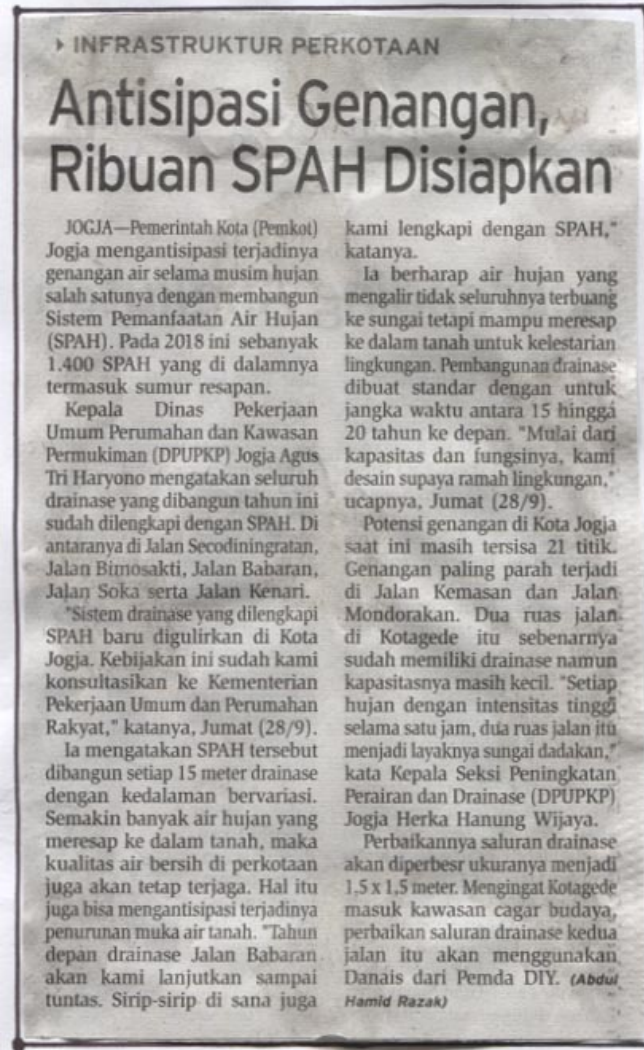 INFRASTRUKTUR PERKOTAAN
Antisipasi Genangan,
Ribuan SPAH Disiapkan
JOGJA—Pemerintah Kota (Pemkot)
Jogja mengantisipasi terjadinya
genangan air selama musim hujan
salah satunya dengan membangun
Sistem Pemanfaatan Air Hujan
(SPAH). Pada 2018 ini sebanyak
1.400 SPAH yang di dalamnya
termasuk sumur resapan.
Kepala Dinas Pekerjaan
Umum Perumahan dan Kawasan
Permukiman (DPUPKP) Jogja Agus
Tri Haryono mengatakan seluruh
drainase yang dibangun tahun ini
sudah dilengkapi dengan SPAH. Di
antaranya di Jalan Secodiningratan,
Jalan Bimosakti, Jalan Babaran,
Jalan Soka serta Jalan Kenari.
"Sistem drainase yang dilengkapi
SPAH baru digulirkan di Kota
Jogja. Kebijakan ini sudah kami
konsultasikan ke Kementerian
Pekerjaan Umum dan Perumahan
Rakyat," katanya, Jumat (28/9).
Ia mengatakan SPAH tersebut
dibangun setiap 15 meter drainase
dengan kedalaman bervariasi.
Semakin banyak air hujan yang
meresap ke dalam tanah, maka
kualitas air bersih di perkotaan
juga akan tetap terjaga. Hal itu
juga bisa mengantisipasi terjadinya
penurunan muka air tanah. "Tahun
depan drainase Jalan Babaran
akan kami lanjutkan sampai
tuntas. Sirip-sirip di sana juga
kami lengkapi dengan SPAH,"
katanya.
Ia berharap air hujan yang
mengalir tidak seluruhnya terbuang
ke sungai tetapi mampu meresap
ke dalam tanah untuk kelestarian
lingkungan. Pembangunan drainase
dibuat standar dengan untuk
jangka waktu antara 15 hingga
20 tahun ke depan. "Mulai dari
kapasitas dan fungsinya, kami
desain supaya ramah lingkungan,"
ucapnya, Jumat (28/9).
Potensi genangan di Kota Jogja
saat ini masih tersisa 21 titik.
Genangan paling parah terjadi
di Jalan Kemasan dan Jalan
Mondorakan. Dua ruas jalan
di Kotagede itu sebenarnya
sudah memiliki drainase namun
kapasitasnya masih kecil. "Setiap
hujan dengan intensitas tinggi
selama satu jam, dua ruas jalan itu
menjadi layaknya sungai dadakan,"
kata Kepala Seksi Peningkatan
Perairan dan Drainase (DPUPKP)
Jogja Herka Hanung Wijaya.
Perbaikannya saluran drainase
akan diperbesr ukuranya menjadi
1,5 x 1,5 meter. Mengingat Kotagede
masuk kawasan cagar budaya,
perbaikan saluran drainase kedua
jalan itu akan menggunakan
Danais dari Pemda DIY. (Abdul
Hamid Razak)